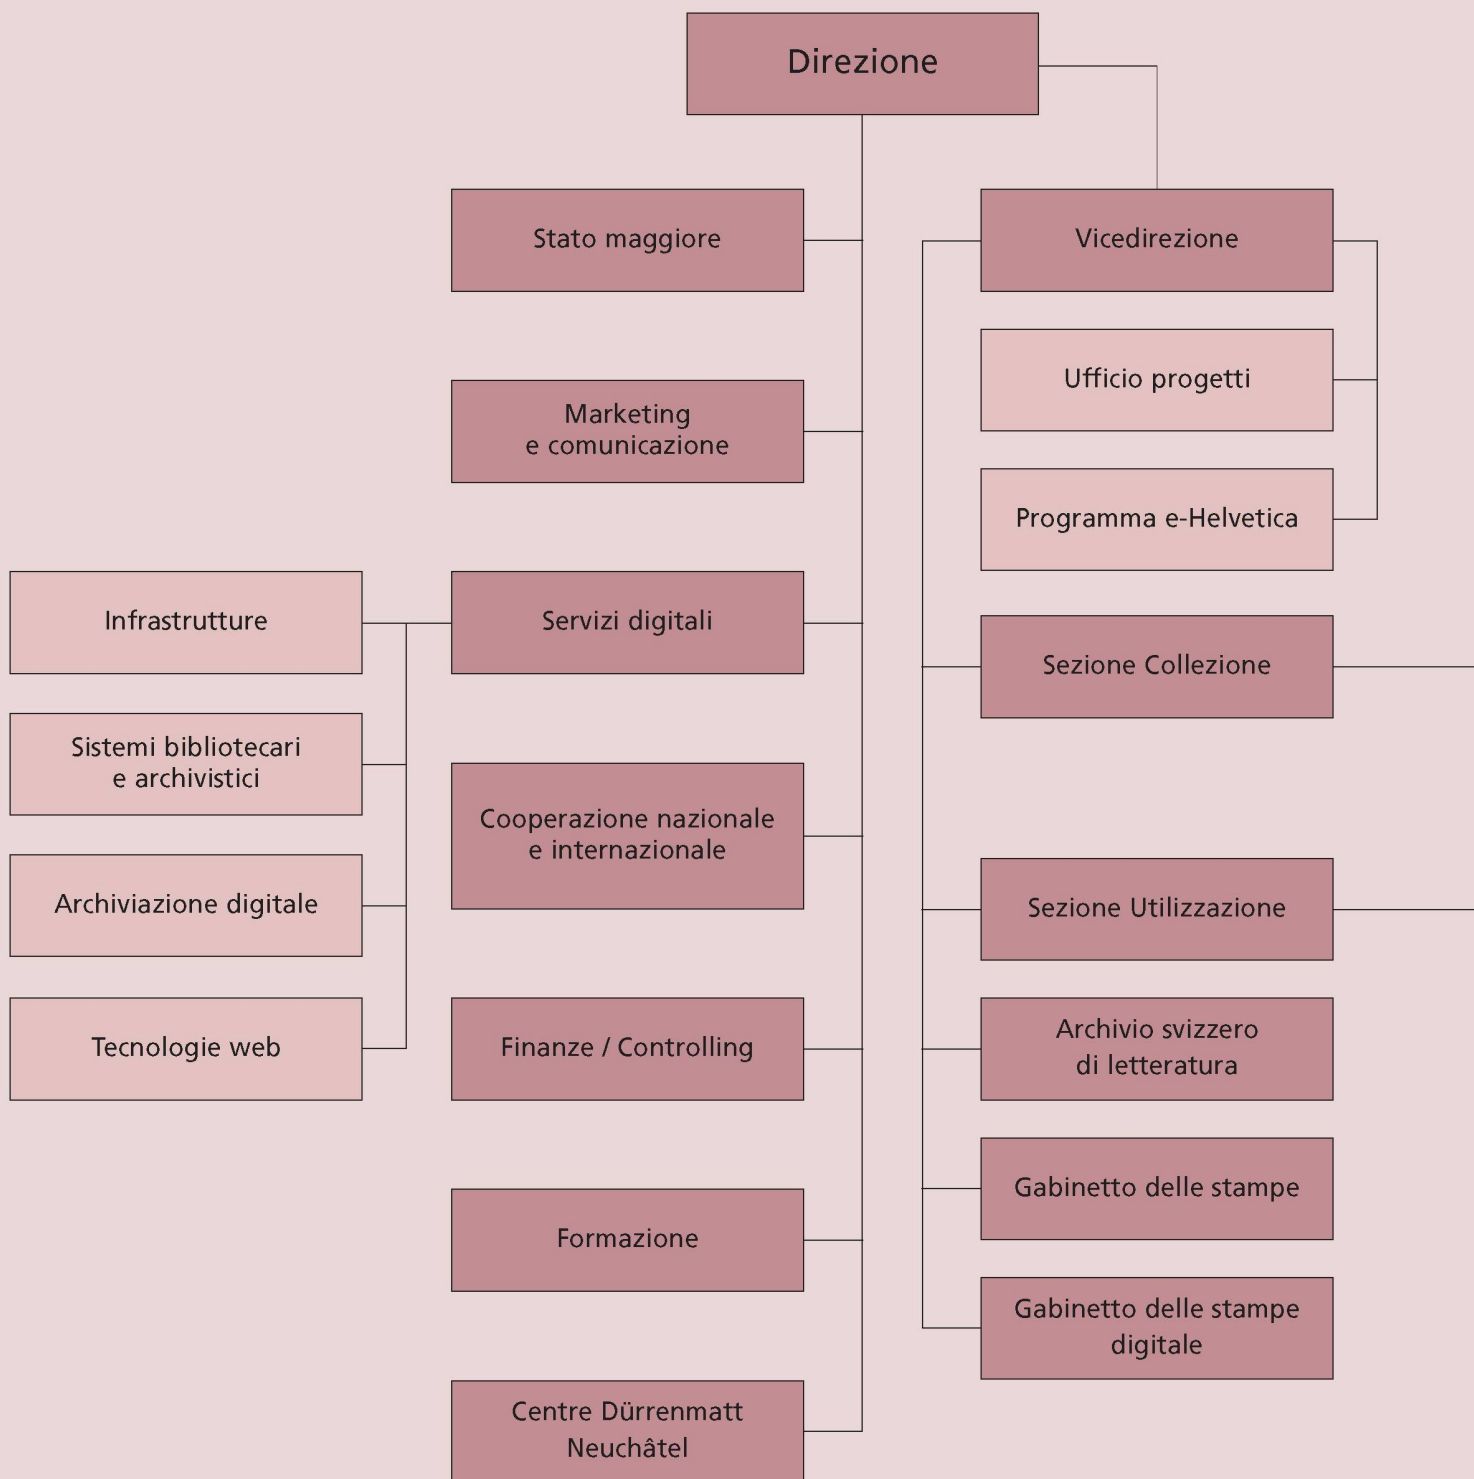 Direzione
Stato maggiore
Vicedirezione
Ufficio progetti
Marketing
e comunicazione
Programma e-Helvetica
Infrastrutture
Servizi digitali
Sezione Collezione
Sistemi bibliotecari
e archivistici
Cooperazione nazionale
e internazionale
Archiviazione digitale
Sezione Utilizzazione
Tecnologie web
Finanze / Controlling
Archivio svizzero
di letteratura
Gabinetto delle stampe
Formazione
Gabinetto delle stampe
digitale
Centre Dürrenmatt
Neuchâtel